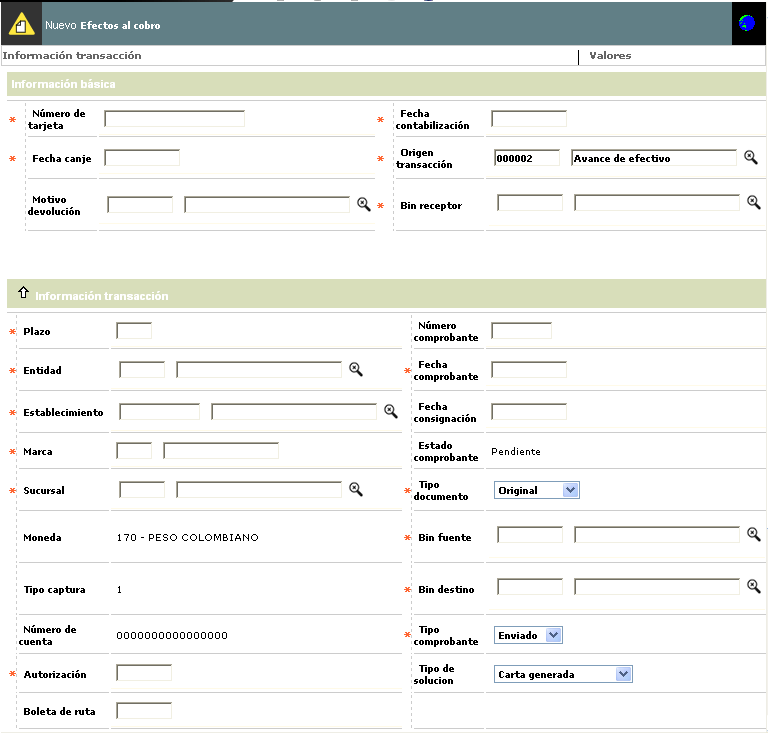 Nuevo Efectos al cobro
Información transacción
Valores
Información básica
* Número de
tarjeta
* Fecha
contabilización
* Fecha canje
* Origen
transacción
000002
Avance de efectivo
Motivo
devolución
* Bin receptor
Información transacción
* Plazo
Número
comprobante
* Entidad
* Fecha
comprobante
* Establecimiento
Fecha
consignación
* Marca
Estado
comprobante
Pendiente
* Sucursal
* Tipo
documento
Original
Moneda
170 - PESO COLOMBIANO
* Bin fuente
Tipo captura
1
* Bin destino
Número de
cuenta
0000000000000000
* Tipo
comprobante
Enviado
* Autorización
Tipo de
solucion
Carta generada
Boleta de ruta